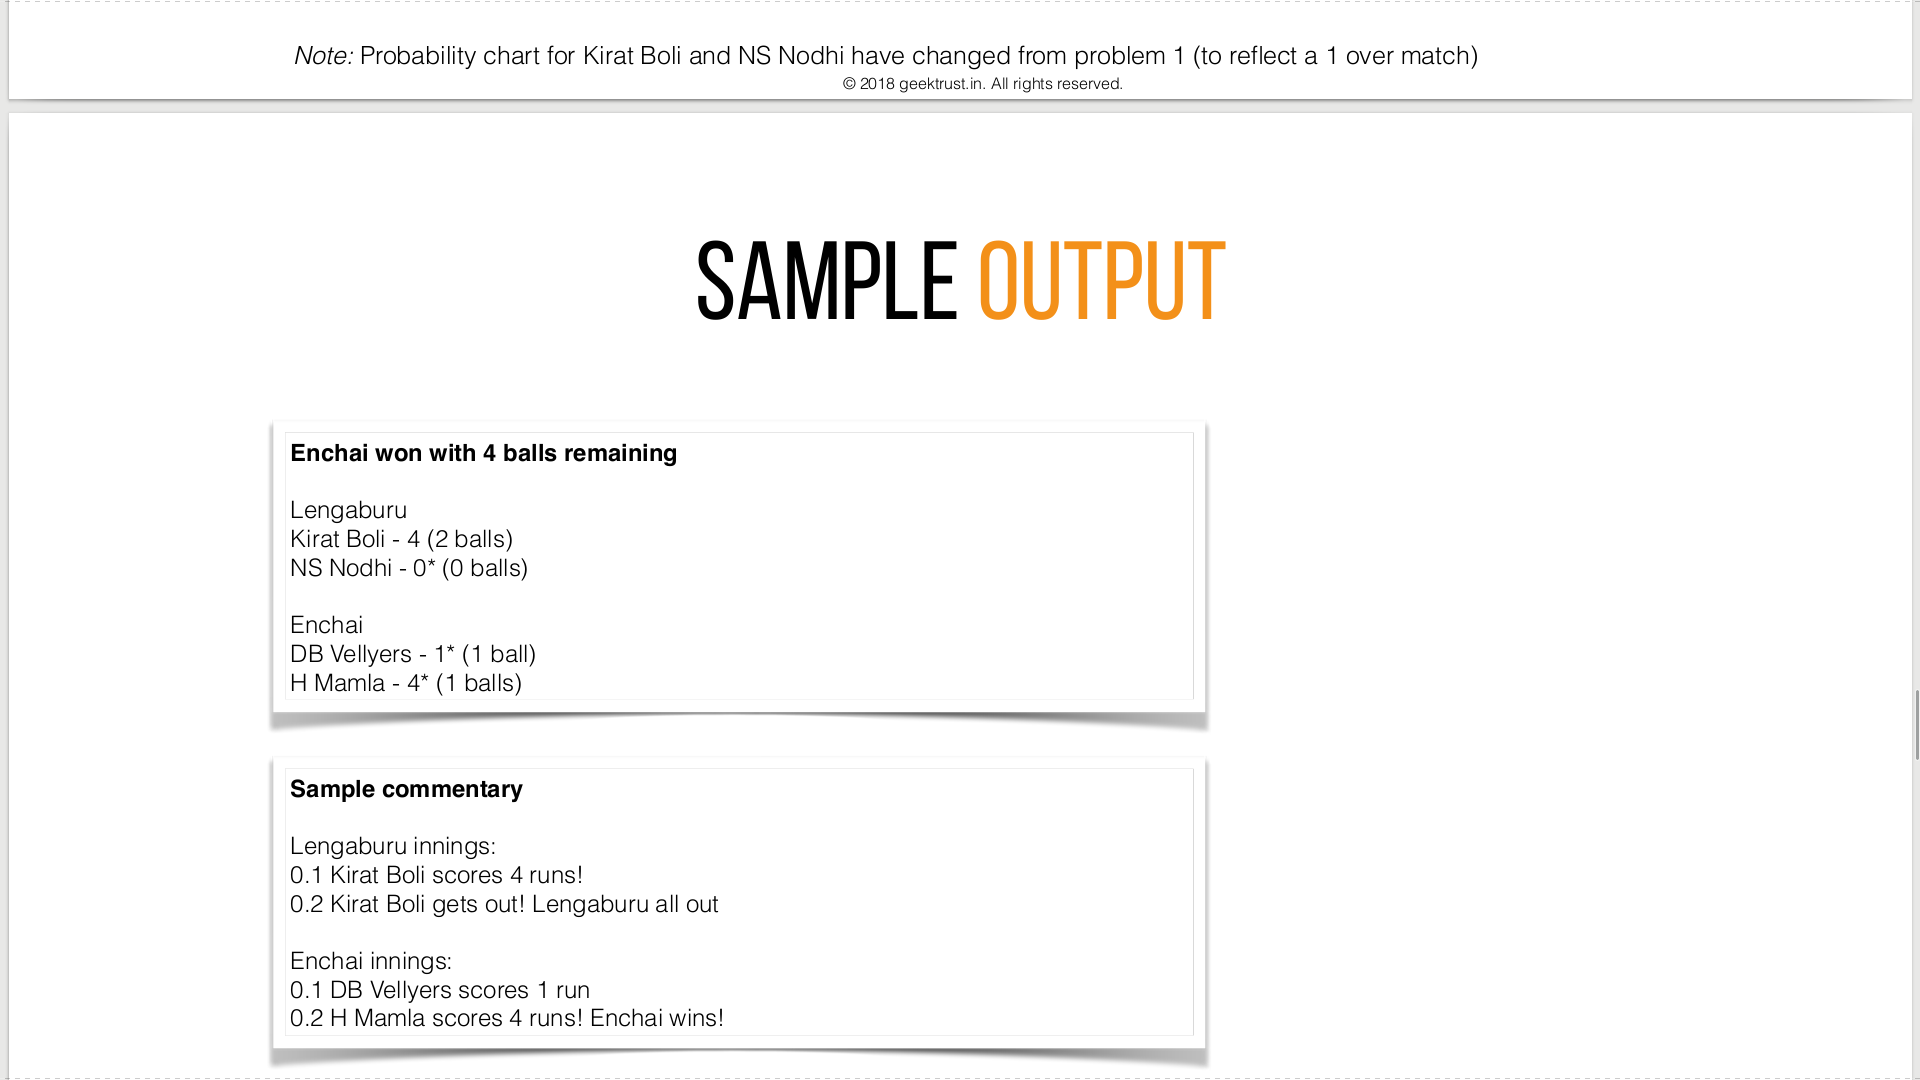 Note: Probability chart for Kirat Boli and NS Nodhi have changed from problem 1 (to reflect a 1 over match)
© 2018 geektrust.in. All rights reserved.
SAMPLE OUTPUT
Enchai won with 4 balls remaining
Lengaburu
Kirat Boli - 4 (2 balls)
NS Nodhi - 0* (0 balls)
Enchai
DB Vellyers - 1* (1 ball)
H Mamla - 4* (1 balls)
Sample commentary
Lengaburu innings:
0.1 Kirat Boli scores 4 runs!
0.2 Kirat Boli gets out! Lengaburu all out
Enchai innings:
0.1 DB Vellyers scores 1 run
0.2 H Mamla scores 4 runs! Enchai wins!